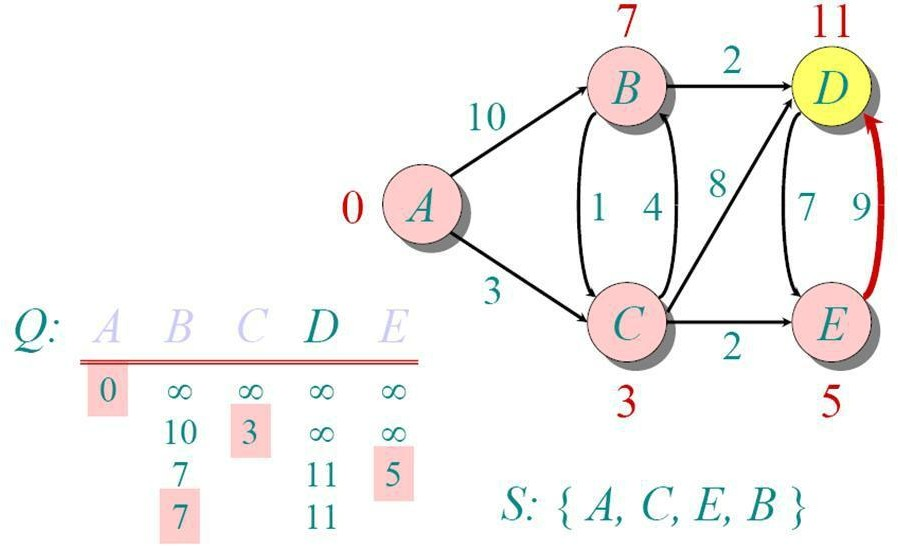 7 11
B 2 D
10
A 0
1 4 8 7 9
3
C 2 E
3 5
Q: A B C D E
0 ∞ ∞ ∞ ∞
10 3 ∞ ∞
7 11 5
7 11
S: { A, C, E, B }